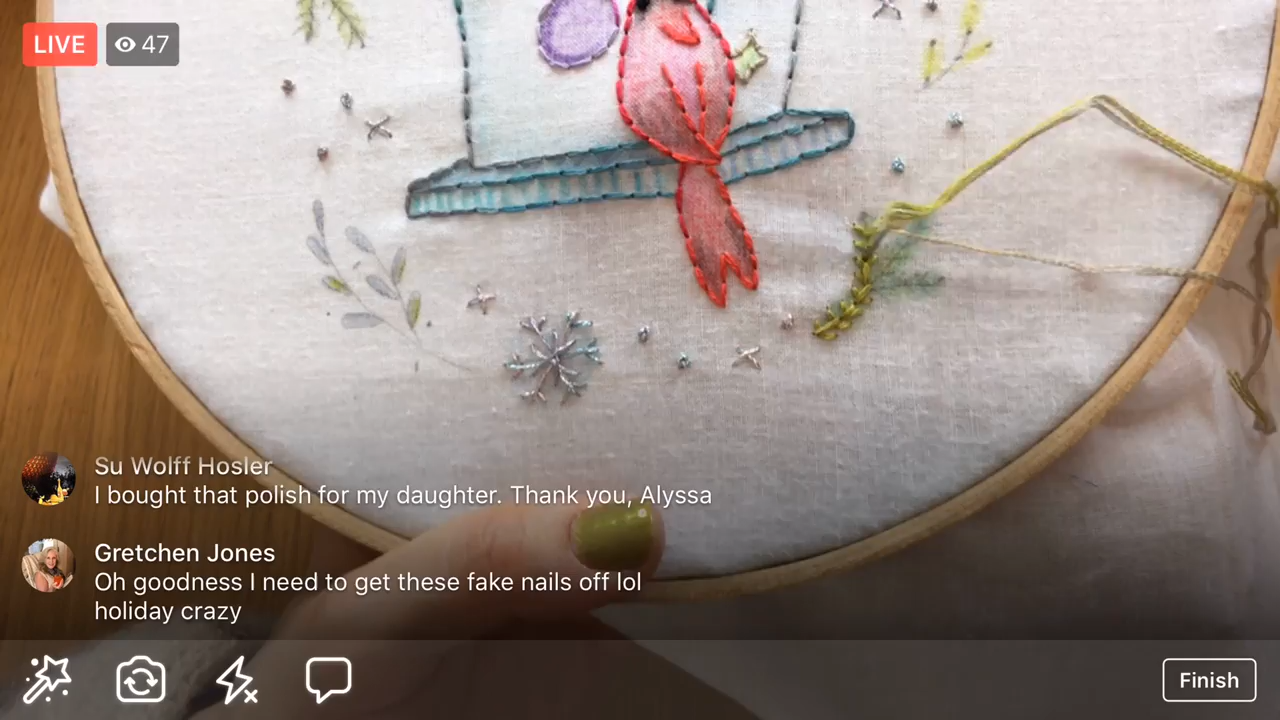 LIVE
47
Su Wolff Hosler
I bought that polish for my daughter. Thank you, Alyssa
Gretchen Jones
Oh goodness I need to get these fake nails off lol
holiday crazy
Finish